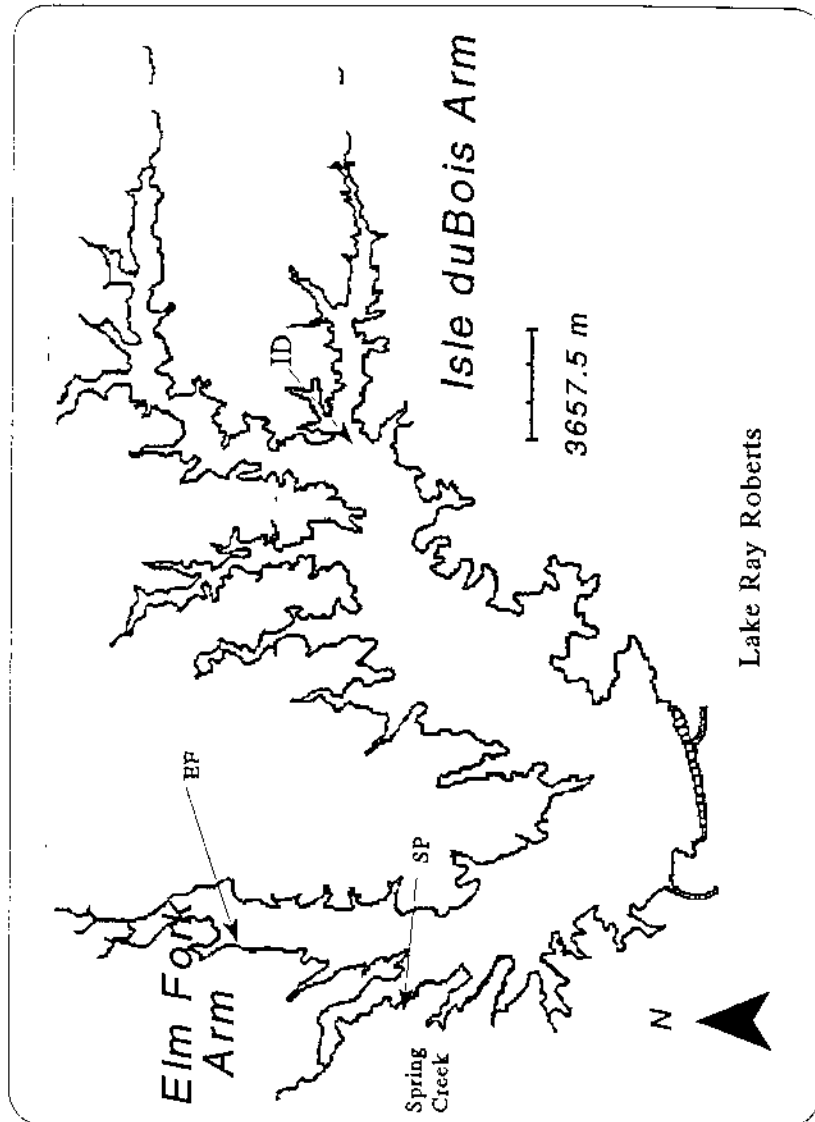 Elm Fork
Arm
EF
SP
Spring
Creek
N
ID
Isle duBois Arm
3657.5 m
Lake Ray Roberts